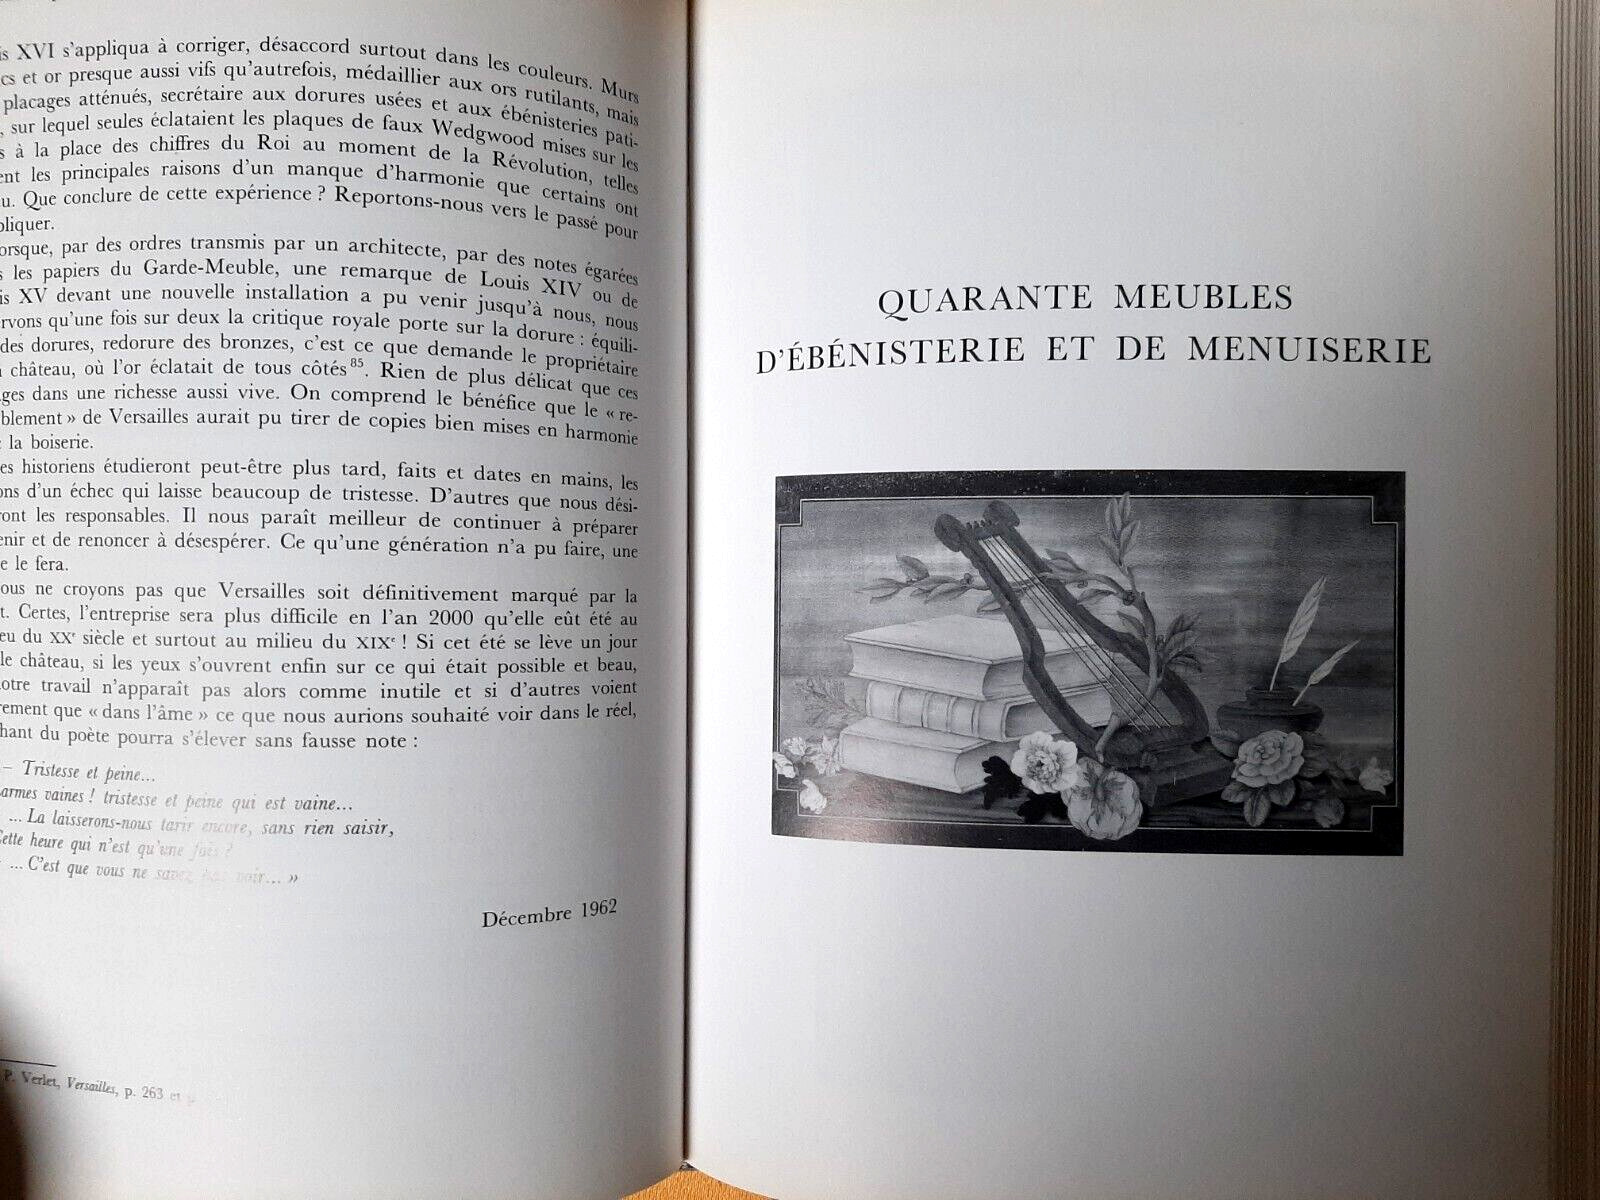 is XVI s'appliqua à corriger, désaccord surtout dans les couleurs. Murs
cs et or presque aussi vifs qu'autrefois, médaillier aux ors rutilants, mais
placages atténués, secrétaire aux dorures usées et aux ébénisteries pati-
, sur lequel seules éclataient les plaques de faux Wedgwood mises sur les
s à la place des chiffres du Roi au moment de la Révolution, telles
ent les principales raisons d'un manque d'harmonie que certains ont
u. Que conclure de cette expérience ? Reportons-nous vers le passé pour
pliquer.
orsque, par des ordres transmis par un architecte, par des notes égarées
s les papiers du Garde-Meuble, une remarque de Louis XIV ou de
is XV devant une nouvelle installation a pu venir jusqu'à nous, nous
rvons qu'une fois sur deux la critique royale porte sur la dorure : équili-
des dorures, redorure des bronzes, c'est ce que demande le propriétaire
château, où l'or éclatait de tous côtés 85. Rien de plus délicat que ces
ges dans une richesse aussi vive. On comprend le bénéfice que le « re-
blement » de Versailles aurait pu tirer de copies bien mises en harmonie
la boiserie.
es historiens étudieront peut-être plus tard, faits et dates en mains, les
ons d'un échec qui laisse beaucoup de tristesse. D'autres que nous dési-
ront les responsables. Il nous paraît meilleur de continuer à préparer
enir et de renoncer à désespérer. Ce qu'une génération n'a pu faire, une
e le fera.
ous ne croyons pas que Versailles soit définitivement marqué par la
t. Certes, l'entreprise sera plus difficile en l'an 2000 qu'elle eût été au
eu du XXe siècle et surtout au milieu du XIXe ! Si cet été se lève un jour
le château, si les yeux s'ouvrent enfin sur ce qui était possible et beau,
otre travail n'apparaît pas alors comme inutile et si d'autres voient
rement que « dans l'âme » ce que nous aurions souhaité voir dans le réel,
hant du poète pourra s'élever sans fausse note :
– Tristesse et peine...
armes vaines ! tristesse et peine qui est vaine...
... La laisserons-nous tarir encore, sans rien saisir,
Cette heure qui n'est qu'une fois ?
... C'est que vous ne savez pas voir... »
Décembre 1962
P. Verlet, Versailles, p. 263 et
QUARANTE MEUBLES
D'ÉBÉNISTERIE ET DE MENUISERIE